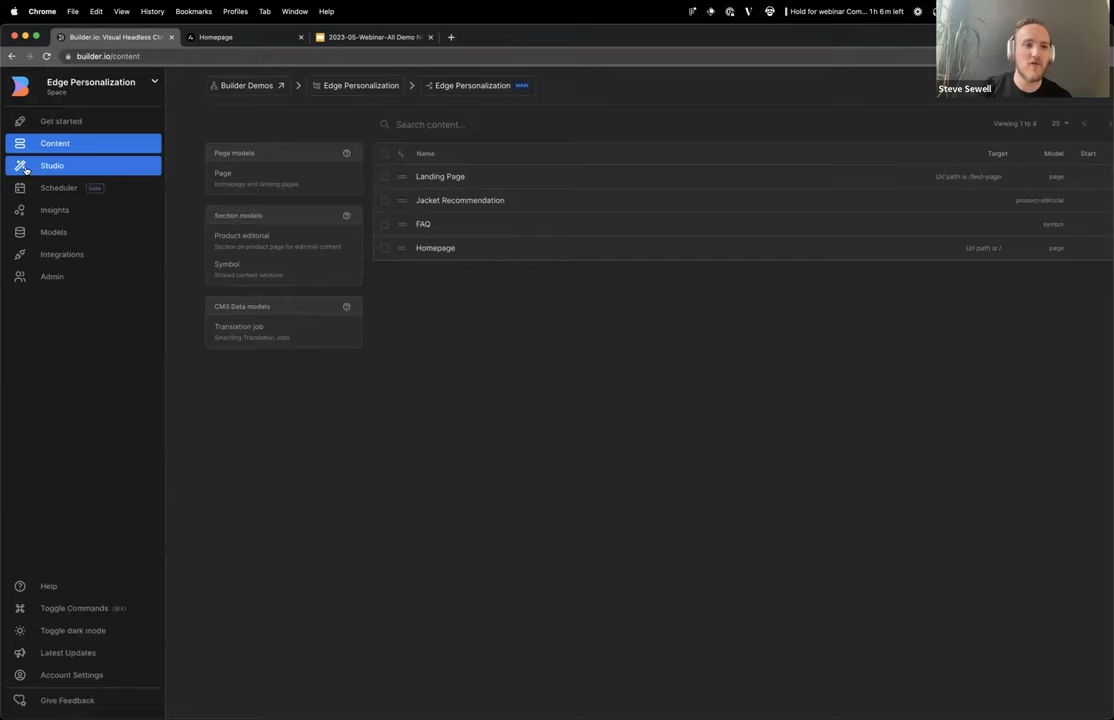 Chrome File Edit View History Bookmarks Profiles Tab Window Help
Hold for webinar Com... 1h 6m left
Builder.io: Visual Headless CM
Homepage
2023-05-Webinar-All Demo
builder.io/content
Steve Sewell
Edge Personalization
Space
Builder Demos
Edge Personalization
Edge Personalization MAIN
Get started
Content
Studio
Scheduler beta
Insights
Models
Integrations
Admin
Search content...
Viewing 1 to 4 25
Page models
Page
Homepage and landing pages
Section models
Product editorial
Section on product page for editorial content
Symbol
Shared content sections
CMS Data models
Translation job
Smartling Translation Jobs
Name Target Model Start
Landing Page Url path is /test-page page
Jacket Recommendation product-editorial
FAQ symbol
Homepage Url path is / page
Help
Toggle Commands (⌘K)
Toggle dark mode
Latest Updates
Account Settings
Give Feedback